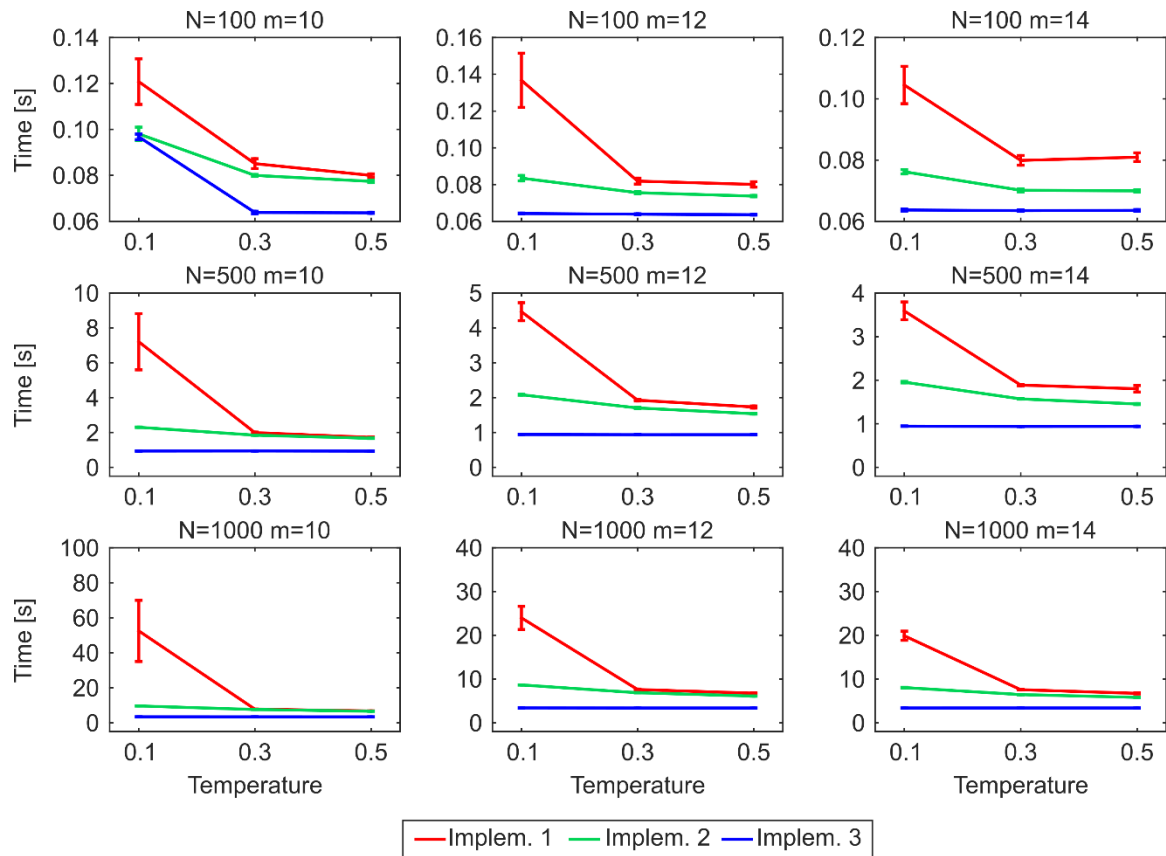 N=100 m=10 N=100 m=12 N=100 m=14
Time [s]
0.14 0.12 0.10 0.08 0.06
0.1 0.3 0.5
0.16 0.14 0.12 0.10 0.08 0.06
0.1 0.3 0.5
0.12 0.10 0.08 0.06
0.1 0.3 0.5
N=500 m=10 N=500 m=12 N=500 m=14
Time [s]
10 8 6 4 2 0
0.1 0.3 0.5
5 4 3 2 1 0
0.1 0.3 0.5
4 3 2 1 0
0.1 0.3 0.5
N=1000 m=10 N=1000 m=12 N=1000 m=14
Time [s]
100 80 60 40 20 0
0.1 0.3 0.5
40 30 20 10 0
0.1 0.3 0.5
40 30 20 10 0
0.1 0.3 0.5
Temperature Temperature Temperature
Implem. 1 Implem. 2 Implem. 3